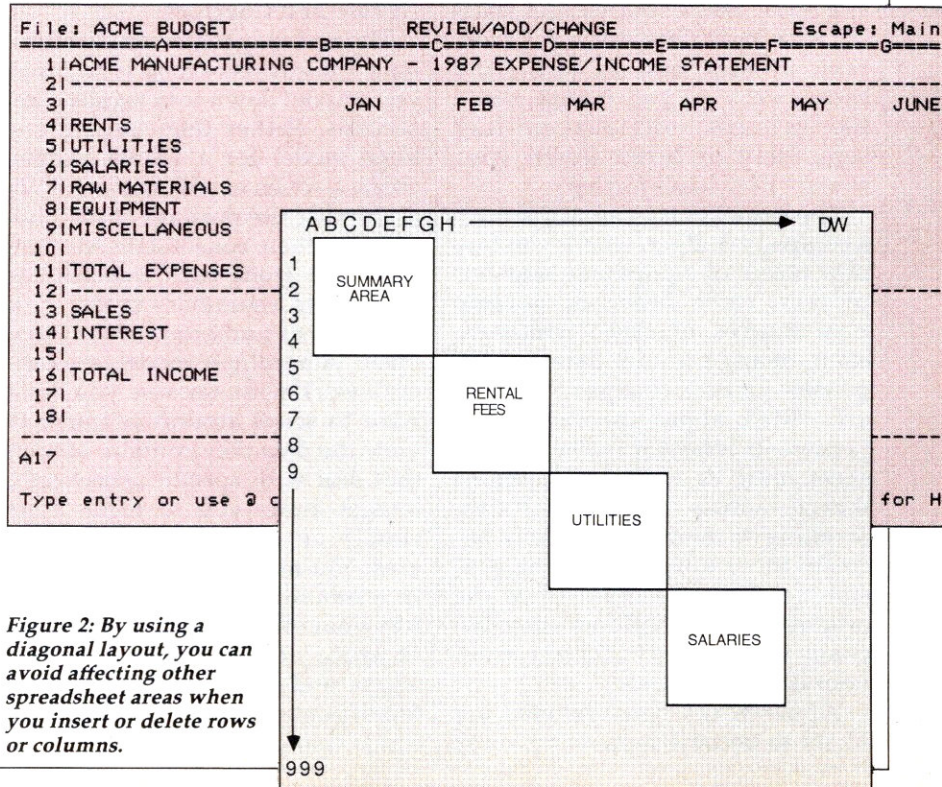 File: ACME BUDGET REVIEW/ADD/CHANGE Escape: Main
==========A==============B========C========D========E========F========G====
1|ACME MANUFACTURING COMPANY - 1987 EXPENSE/INCOME STATEMENT
2|---------------------------------------------------------------------------
3| JAN FEB MAR APR MAY JUNE
4|RENTS
5|UTILITIES
6|SALARIES
7|RAW MATERIALS
8|EQUIPMENT
9|MISCELLANEOUS
10|
11|TOTAL EXPENSES
12|---------------------------------------------------------------------------
13|SALES
14|INTEREST
15|
16|TOTAL INCOME
17|
18|
---------------------------------------------------------------------------
A17
Type entry or use @ c for H
A B C D E F G H DW
1
2
3
4
5
6
7
8
9
999
SUMMARY
AREA
RENTAL
FEES
UTILITIES
SALARIES
Figure 2: By using a
diagonal layout, you can
avoid affecting other
spreadsheet areas when
you insert or delete rows
or columns.